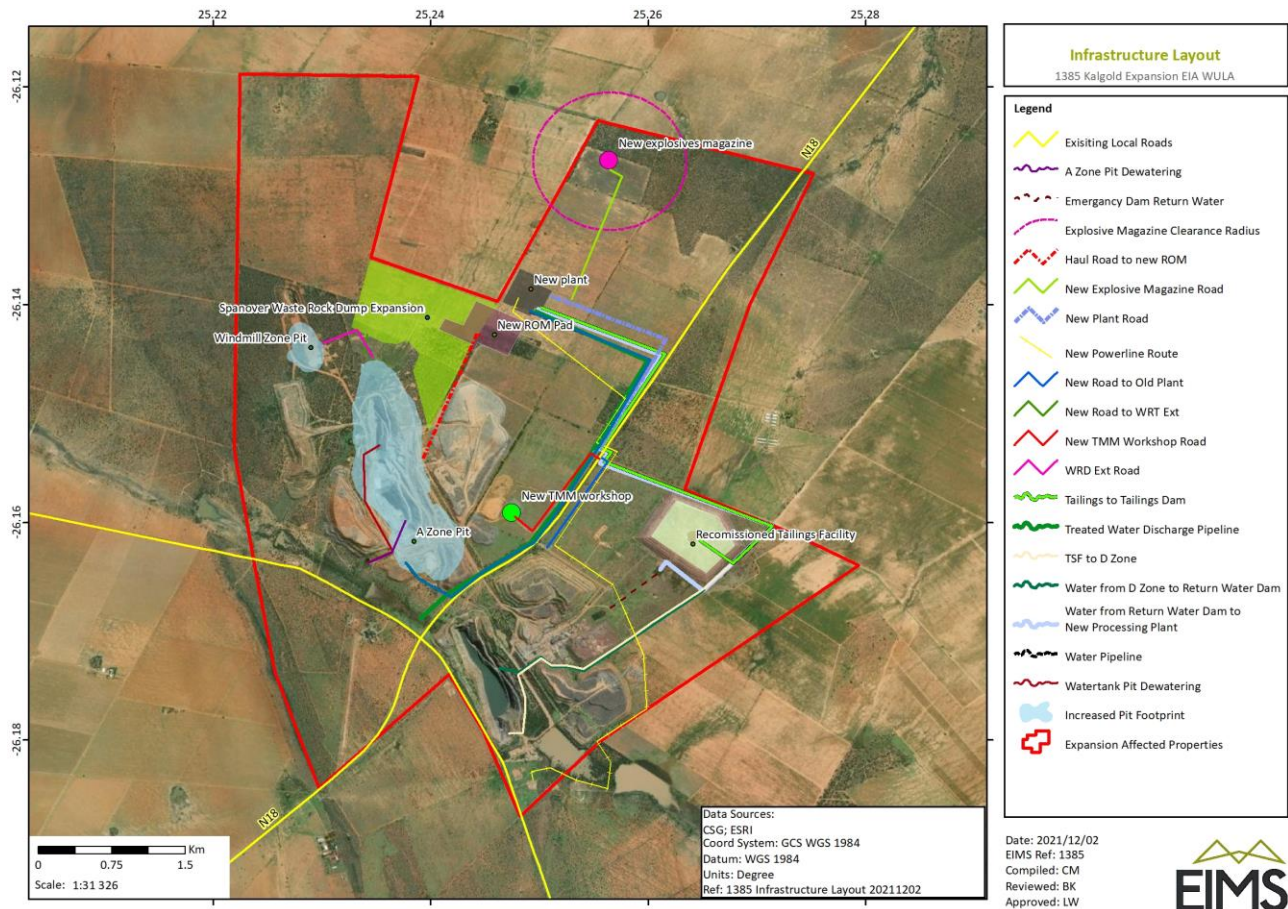 25.22
25.24
25.26
25.28
-26.12
-26.14
-26.16
-26.18
N18
New explosives magazine
New plant
Spanover Waste Rock Dump Expansion
New ROM Pad
Windmill Zone Pit
New TMM workshop
A Zone Pit
Recomissioned Tailings Facility
N18
Km
0 0.75 1.5
Scale: 1:31 326
Data Sources:
CSG; ESRI
Coord System: GCS WGS 1984
Datum: WGS 1984
Units: Degree
Ref: 1385 Infrastructure Layout 20211202
Infrastructure Layout
1385 Kalgold Expansion EIA WULA
Legend
Exisiting Local Roads
A Zone Pit Dewatering
Emergancy Dam Return Water
Explosive Magazine Clearance Radius
Haul Road to new ROM
New Explosive Magazine Road
New Plant Road
New Powerline Route
New Road to Old Plant
New Road to WRT Ext
New TMM Workshop Road
WRD Ext Road
Tailings to Tailings Dam
Treated Water Discharge Pipeline
TSF to D Zone
Water from D Zone to Return Water Dam
Water from Return Water Dam to
New Processing Plant
Water Pipeline
Watertank Pit Dewatering
Increased Pit Footprint
Expansion Affected Properties
Date: 2021/12/02
EIMS Ref: 1385
Compiled: CM
Reviewed: BK
Approved: LW
EIMS